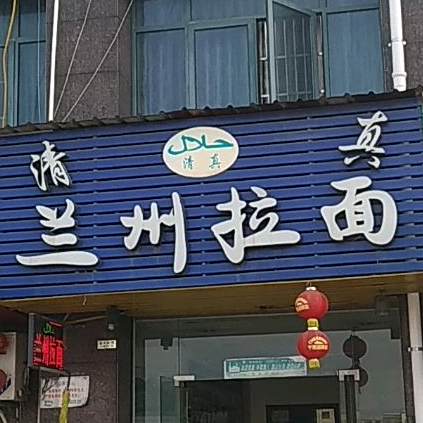 清 真
حلال
清真
兰州拉面
兰州拉面